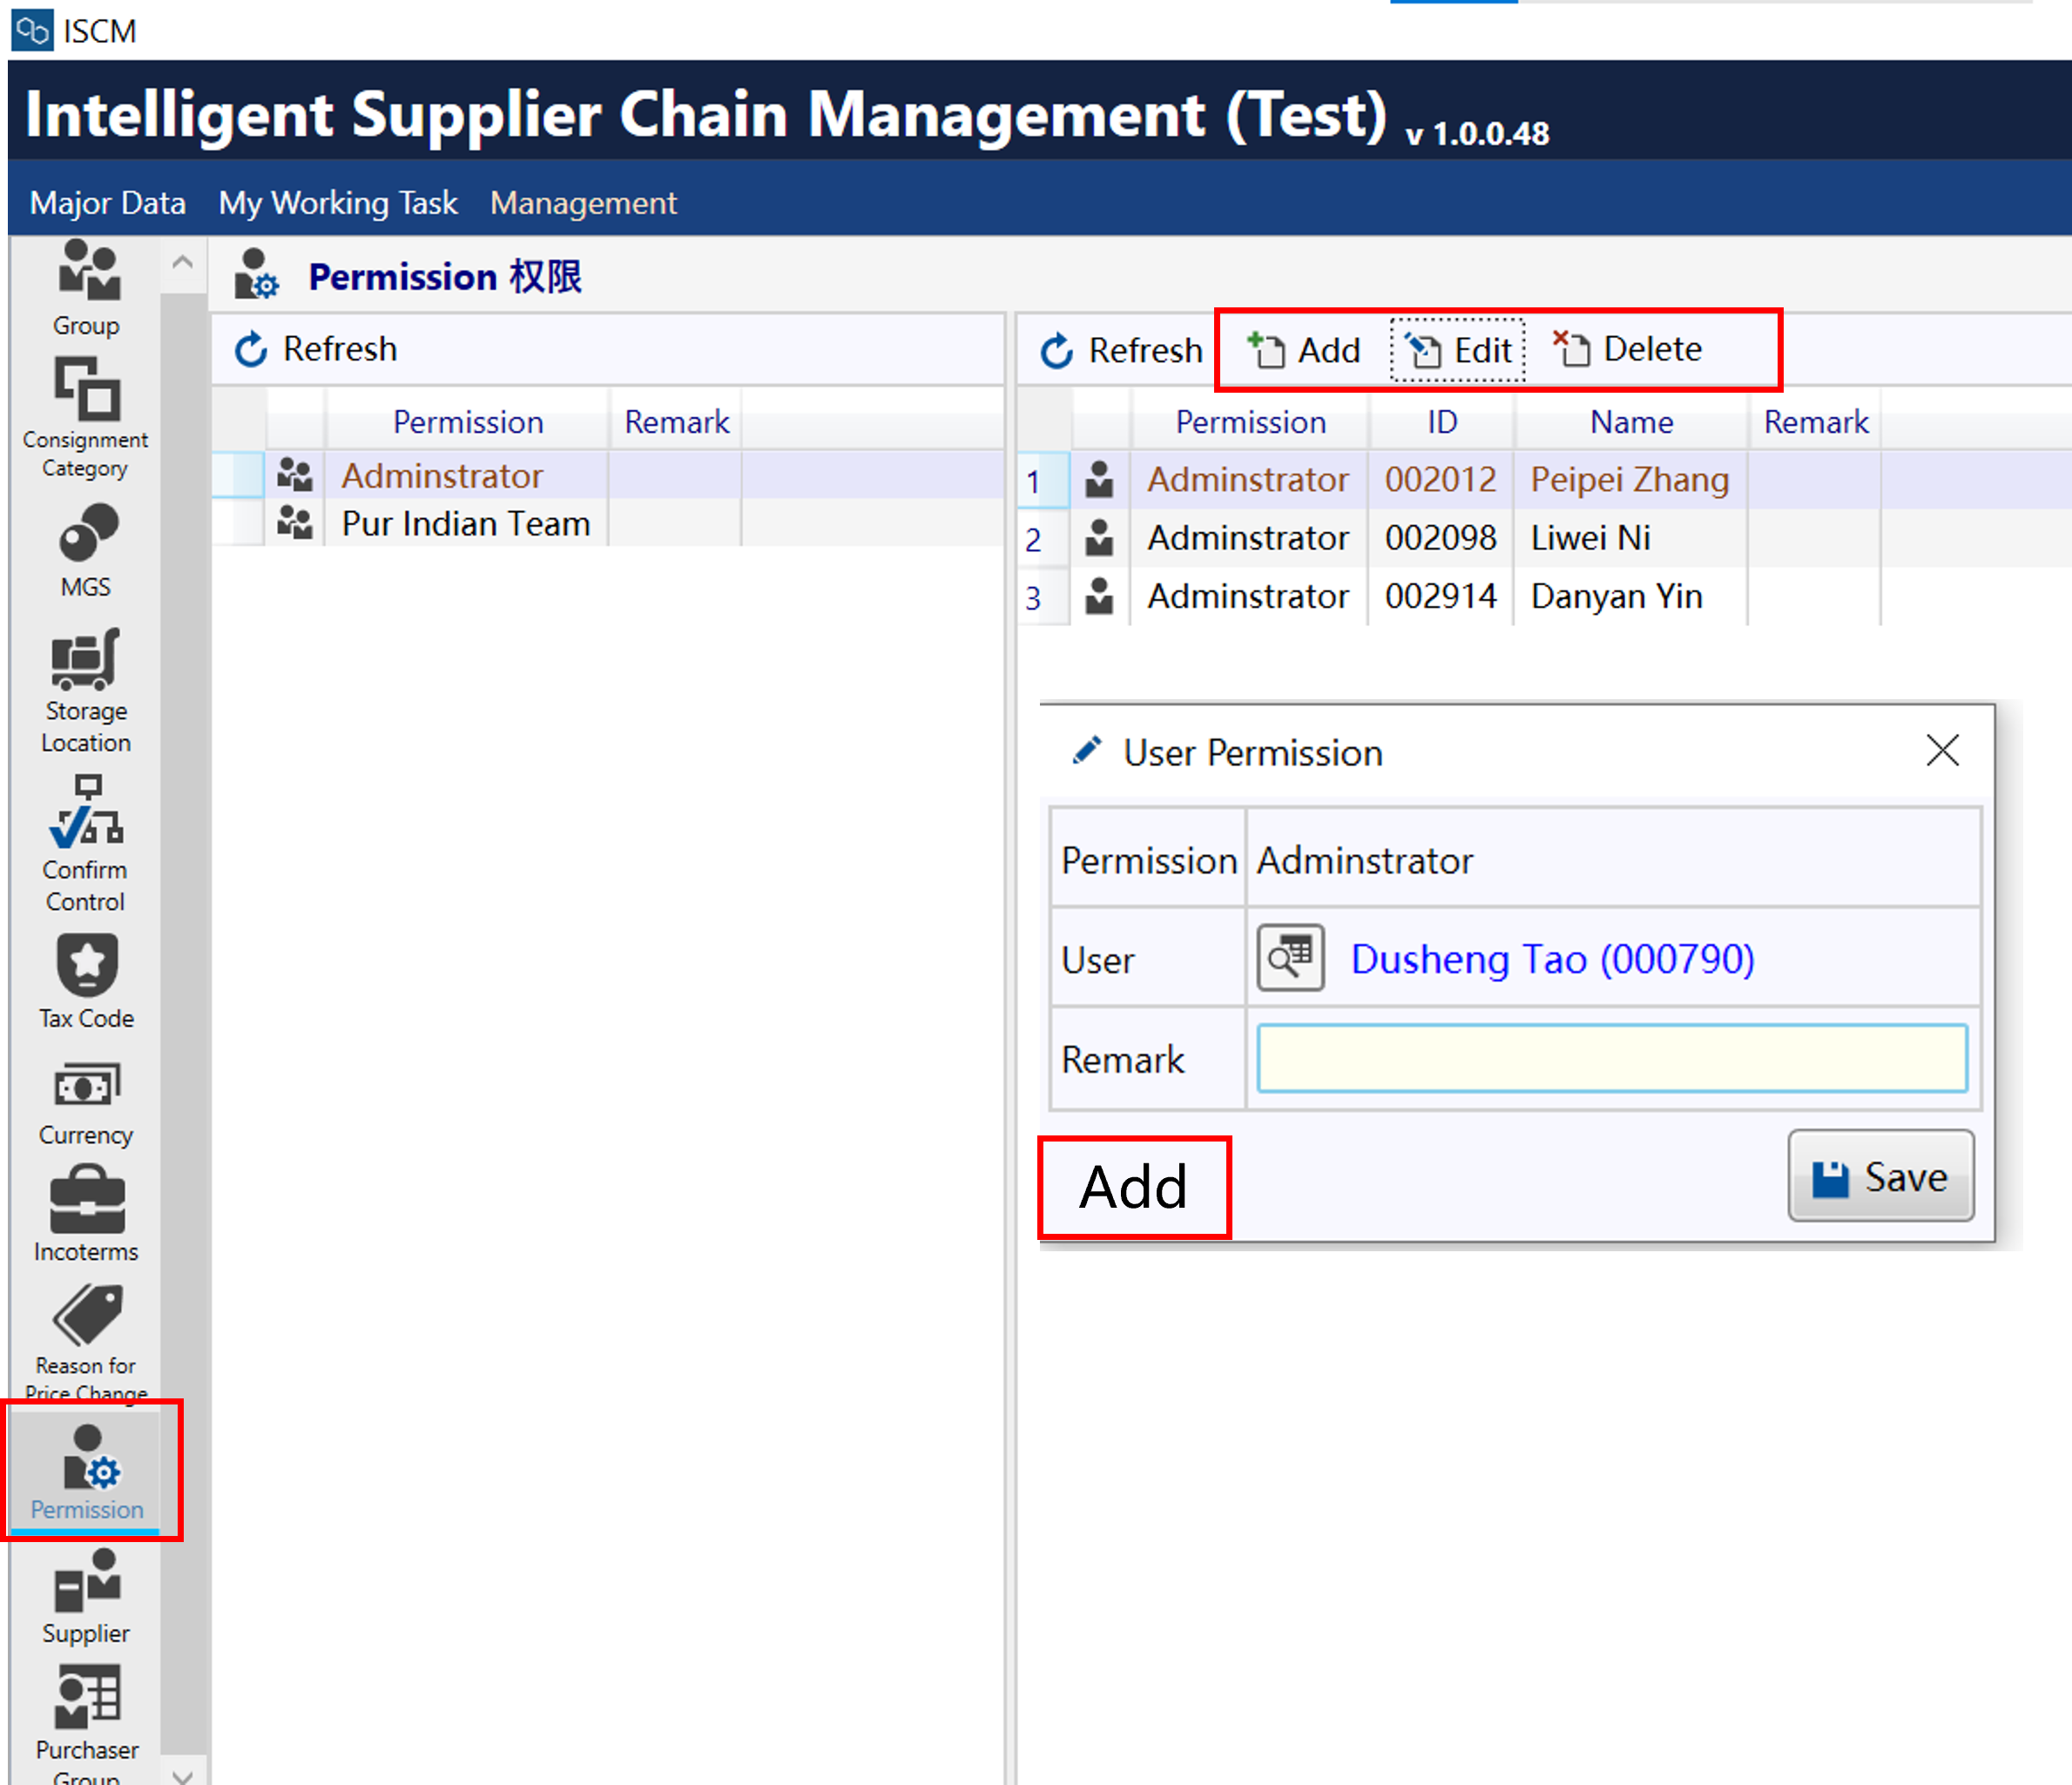 ISCM
Intelligent Supplier Chain Management (Test) v 1.0.0.48
Major Data My Working Task Management
Group
Consignment
Category
MGS
Storage
Location
Confirm
Control
Tax Code
Currency
Incoterms
Reason for
Price Change
Permission
Supplier
Purchaser
Group
Permission 权限
Refresh
Permission Remark
Adminstrator
Pur Indian Team
Refresh Add Edit Delete
Permission ID Name Remark
1 Adminstrator 002012 Peipei Zhang
2 Adminstrator 002098 Liwei Ni
3 Adminstrator 002914 Danyan Yin
User Permission
Permission Adminstrator
User Dusheng Tao (000790)
Remark
Add
Save